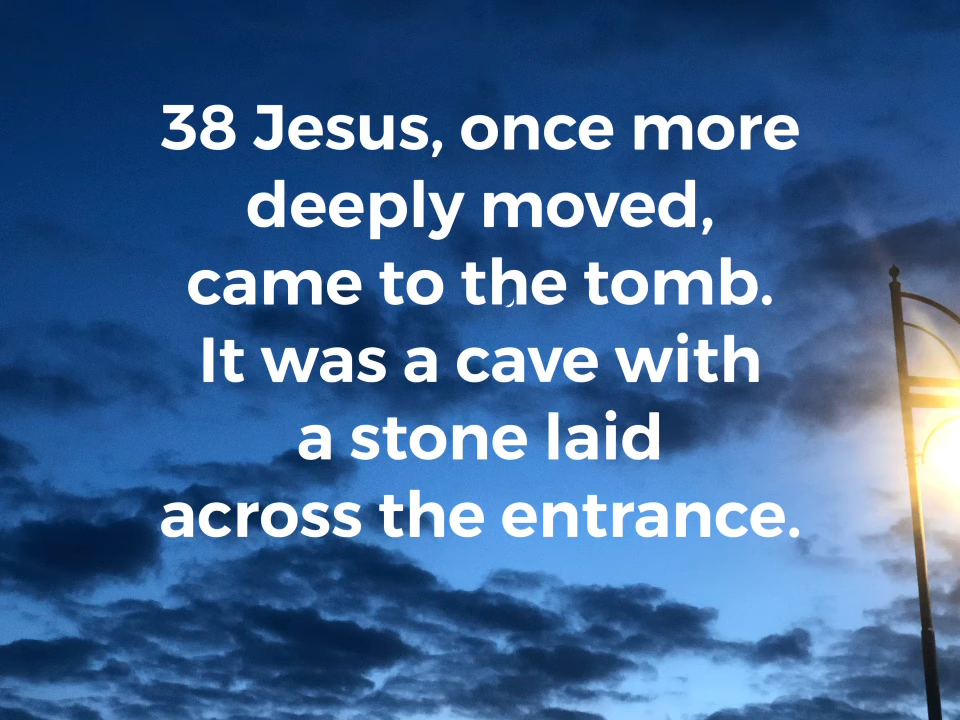 38 Jesus, once more
deeply moved,
came to the tomb.
It was a cave with
a stone laid
across the entrance.